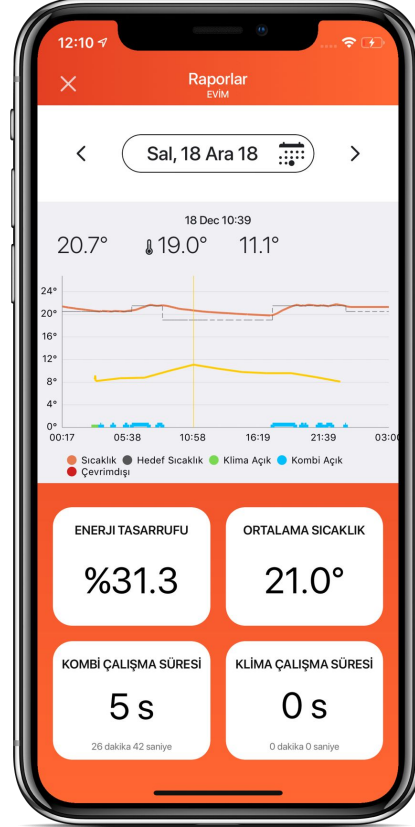 12:10
Raporlar
EVİM
Sal, 18 Ara 18
18 Dec 10:39
20.7° 19.0° 11.1°
24°
20°
16°
12°
8°
4°
0°
00:17 05:38 10:58 16:19 21:39 03:00
Sıcaklık Hedef Sıcaklık Klima Açık Kombi Açık
Çevrimdışı
ENERJI TASARRUFU
%31.3
ORTALAMA SICAKLIK
21.0°
KOMBİ ÇALIŞMA SÜRESİ
5 s
26 dakika 42 saniye
KLİMA ÇALIŞMA SÜRESİ
0 s
0 dakika 0 saniye